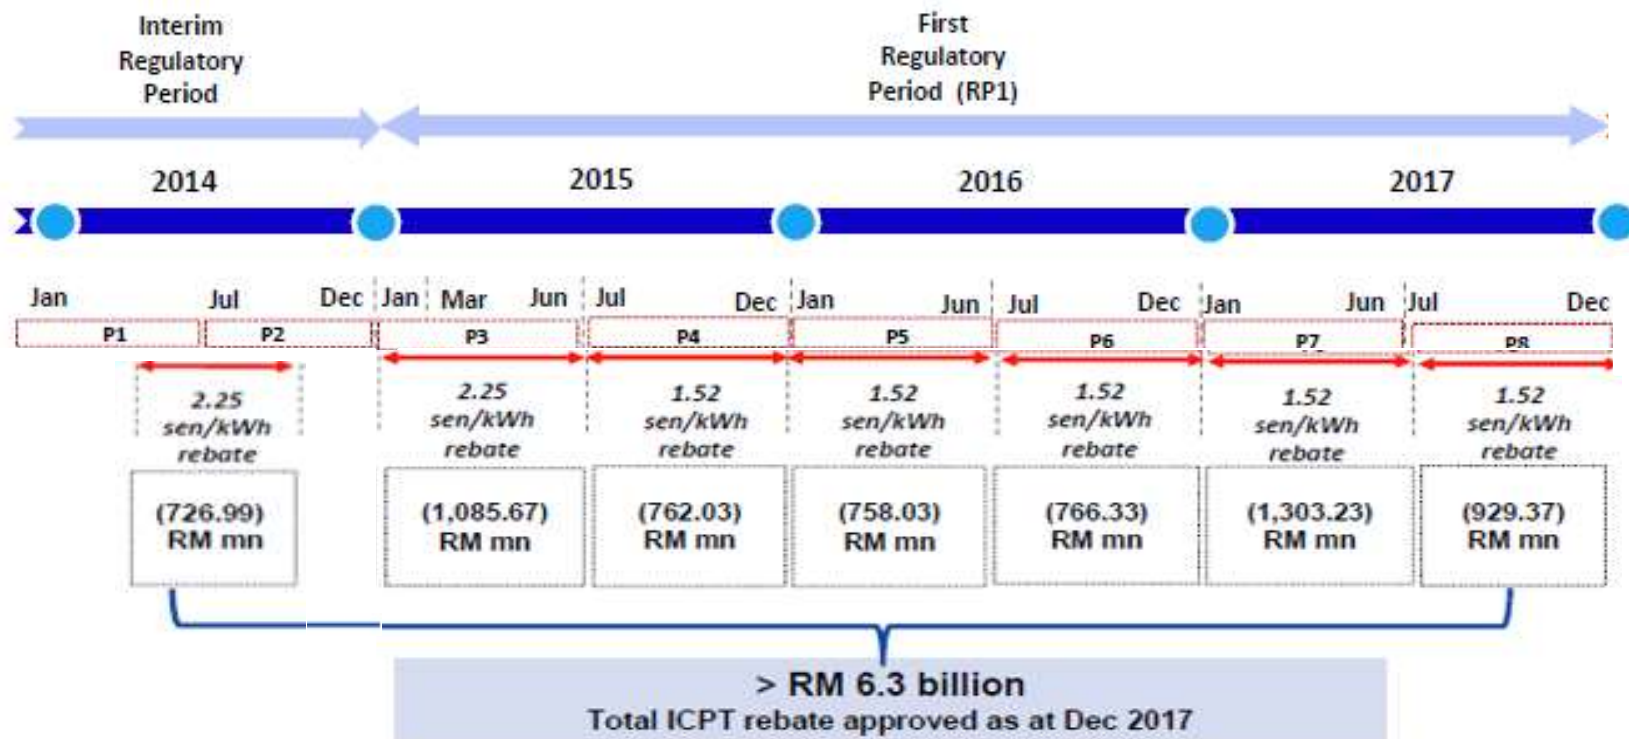 Interim
Regulatory
Period
First
Regulatory
Period (RP1)
2014 2015 2016 2017
Jan Jul Dec Jan Mar Jun Jul Dec Jan Jun Jul Dec Jan Jun Jul Dec
P1 P2 P3 P4 P5 P6 P7 P8
2.25
sen/kWh
rebate
2.25
sen/kWh
rebate
1.52
sen/kWh
rebate
1.52
sen/kWh
rebate
1.52
sen/kWh
rebate
1.52
sen/kWh
rebate
1.52
sen/kWh
rebate
(726.99)
RM mn
(1,085.67)
RM mn
(762.03)
RM mn
(758.03)
RM mn
(766.33)
RM mn
(1,303.23)
RM mn
(929.37)
RM mn
> RM 6.3 billion
Total ICPT rebate approved as at Dec 2017